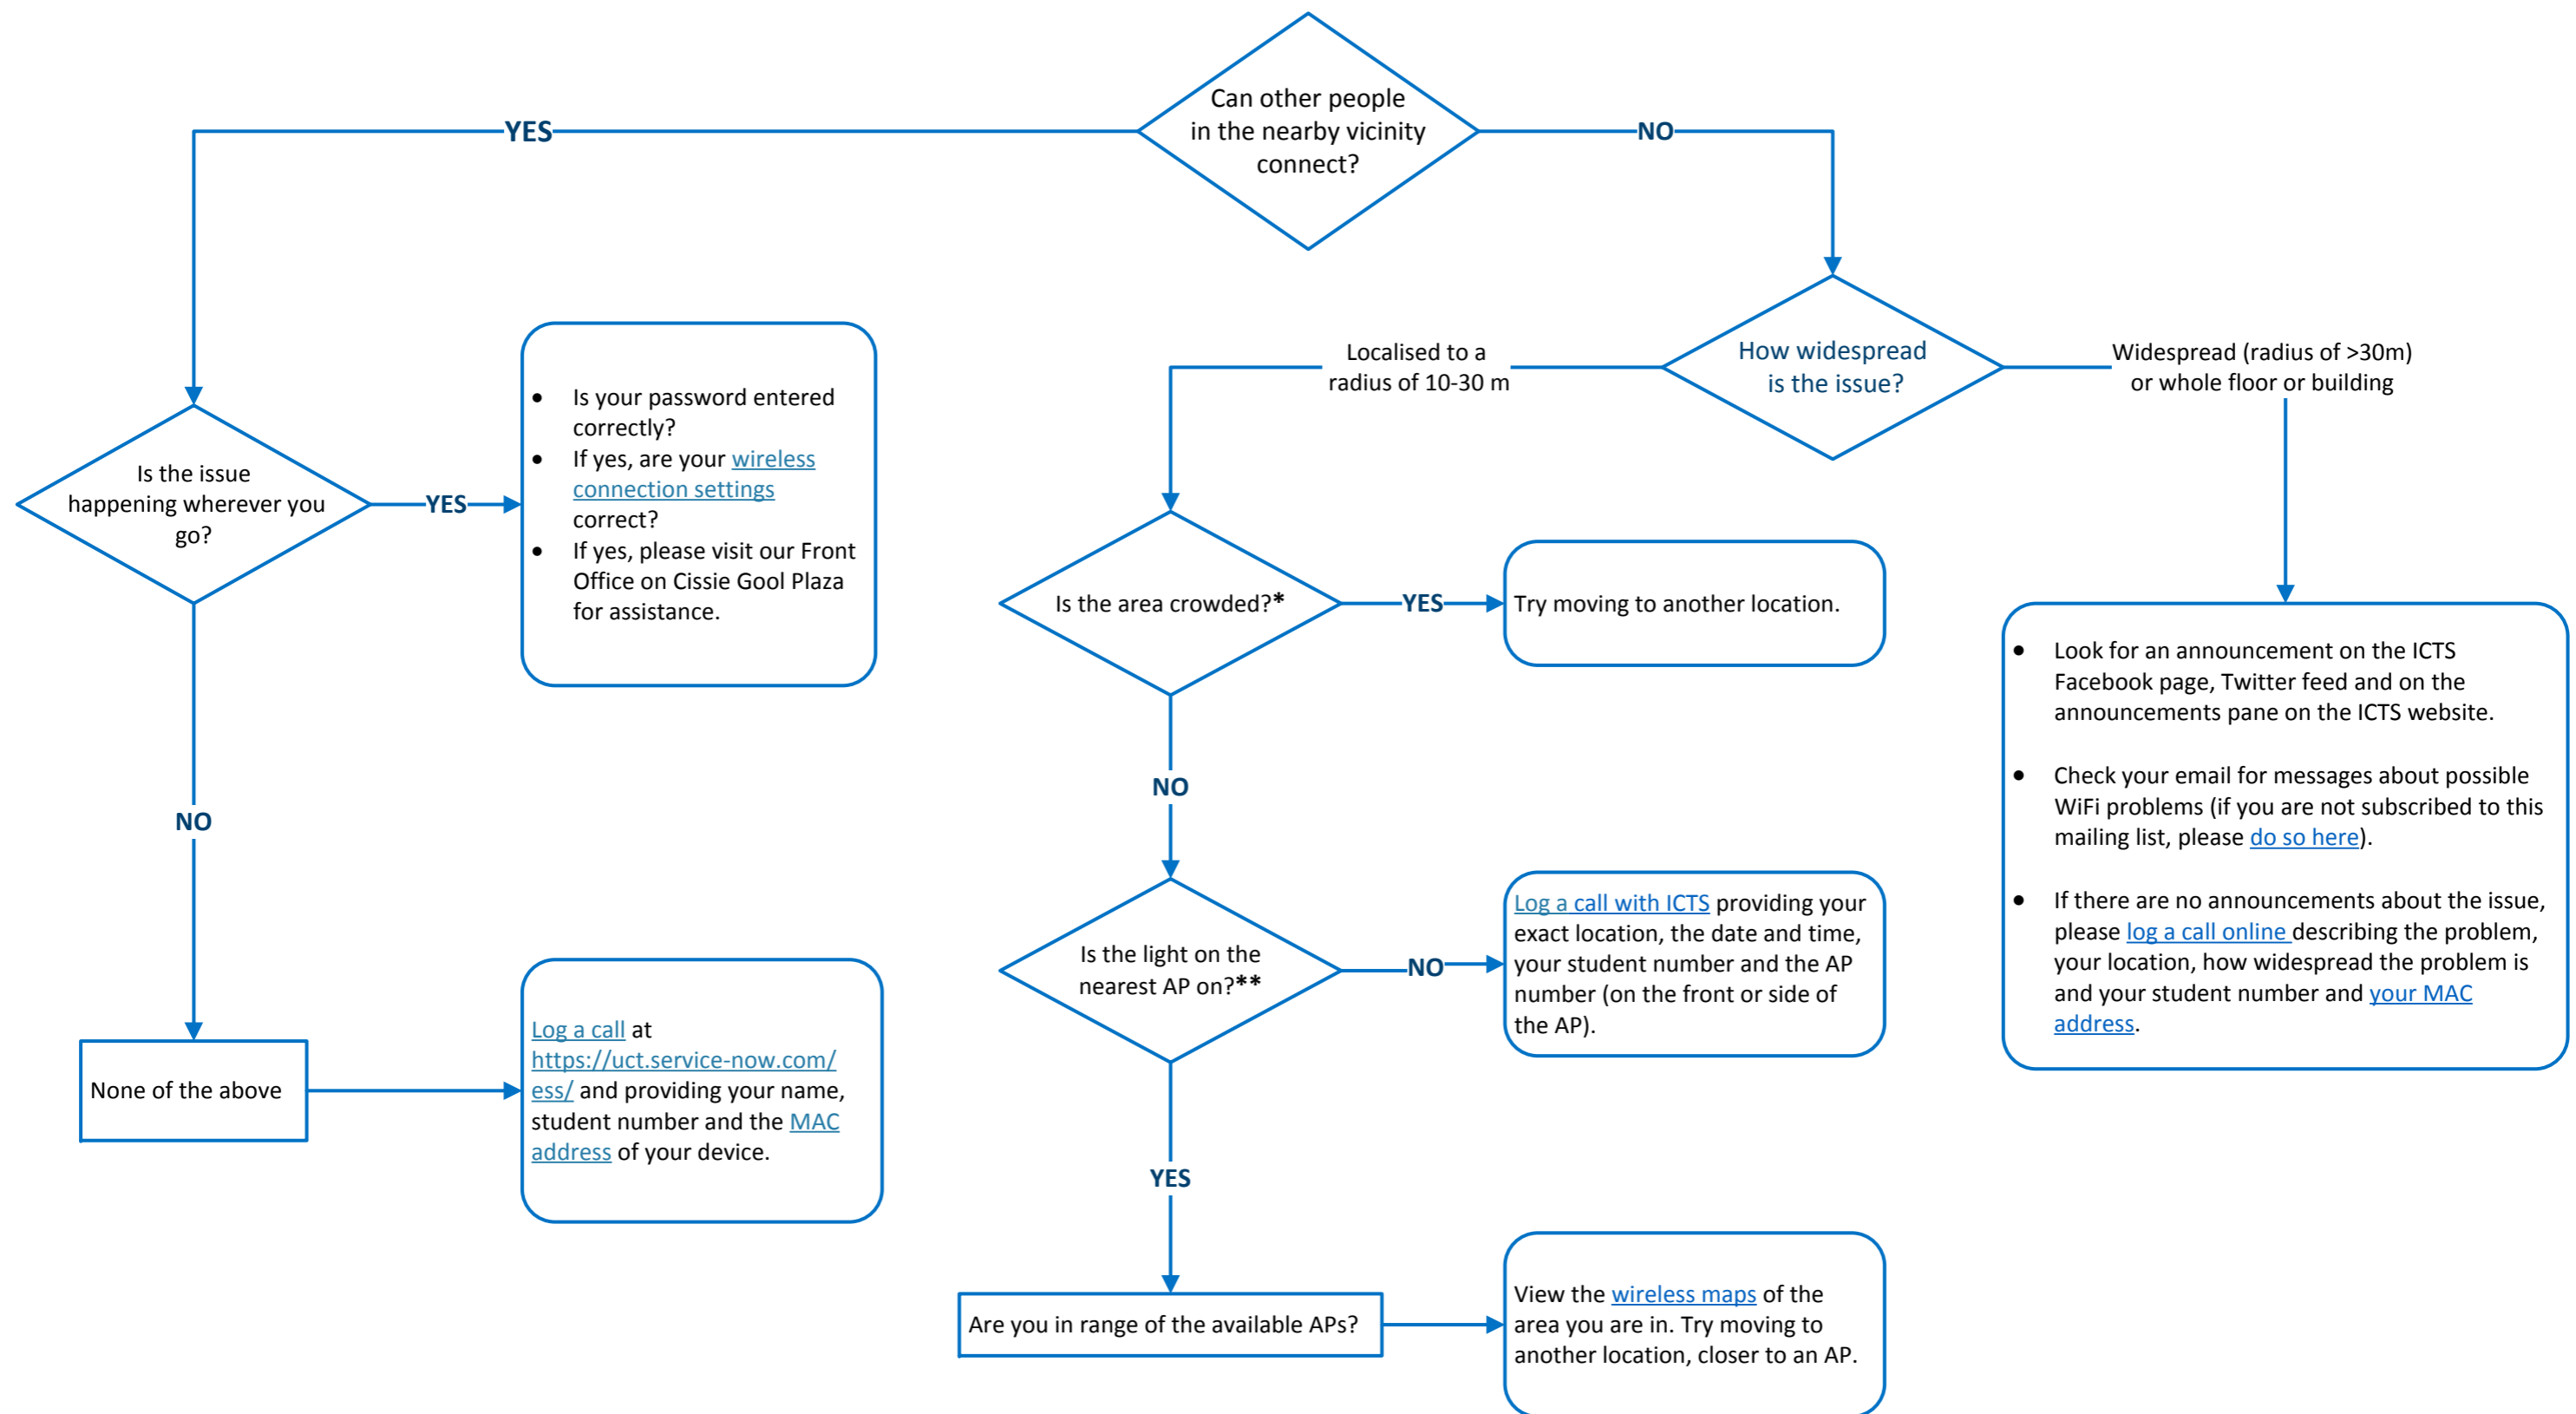 Can other people
in the nearby vicinity
connect?
YES
NO
How widespread
is the issue?
Localised to a
radius of 10-30 m
Widespread (radius of >30m)
or whole floor or building
Is the issue
happening wherever you
go?
YES
• Is your password entered
correctly?
• If yes, are your wireless
connection settings
correct?
• If yes, please visit our Front
Office on Cissie Gool Plaza
for assistance.
NO
None of the above
Log a call at
https://uct.service-now.com/
ess/ and providing your name,
student number and the MAC
address of your device.
Is the area crowded?*
YES
Try moving to another location.
NO
Is the light on the
nearest AP on?**
NO
Log a call with ICTS providing your
exact location, the date and time,
your student number and the AP
number (on the front or side of
the AP).
YES
Are you in range of the available APs?
View the wireless maps of the
area you are in. Try moving to
another location, closer to an AP.
• Look for an announcement on the ICTS
Facebook page, Twitter feed and on the
announcements pane on the ICTS website.
• Check your email for messages about possible
WiFi problems (if you are not subscribed to this
mailing list, please do so here).
• If there are no announcements about the issue,
please log a call online describing the problem,
your location, how widespread the problem is
and your student number and your MAC
address.